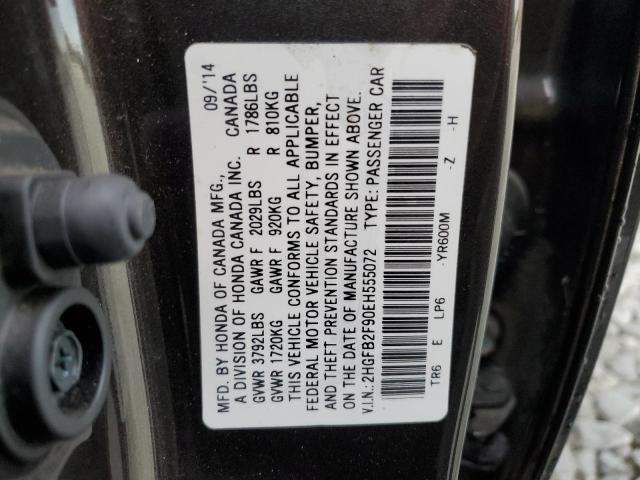 MFD. BY HONDA OF CANADA MFG., 09/'14
A DIVISION OF HONDA CANADA INC. CANADA
GVWR 3792LBS GAWR F 2029LBS R 1786LBS
GVWR 1720KG GAWR F 920KG R 810KG
THIS VEHICLE CONFORMS TO ALL APPLICABLE
FEDERAL MOTOR VEHICLE SAFETY, BUMPER,
AND THEFT PREVENTION STANDARDS IN EFFECT
ON THE DATE OF MANUFACTURE SHOWN ABOVE.
V.I.N.: 2HGFB2F90EH555072 TYPE: PASSENGER CAR
TR6 E LP6 -YR600M -Z -H